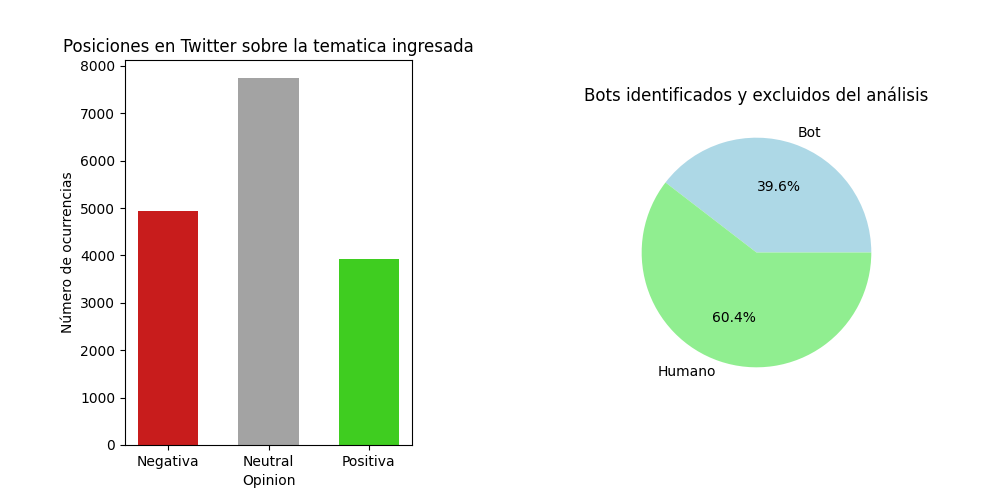 Posiciones en Twitter sobre la tematica ingresada
8000
7000
6000
5000
4000
3000
2000
1000
0
Número de ocurrencias
Negativa
Neutral
Positiva
Opinion
Bots identificados y excluidos del análisis
Bot
39.6%
60.4%
Humano